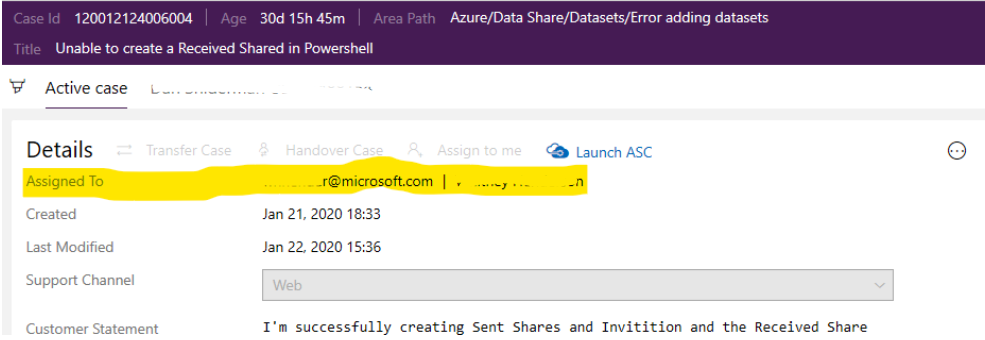 Case Id 120012124006004 Age 30d 15h 45m Area Path Azure/Data Share/Datasets/Error adding datasets
Title Unable to create a Received Shared in Powershell
Active case
Details Transfer Case Handover Case Assign to me Launch ASC
Assigned To r@microsoft.com |
Created Jan 21, 2020 18:33
Last Modified Jan 22, 2020 15:36
Support Channel Web
Customer Statement I'm successfully creating Sent Shares and Invitition and the Received Share